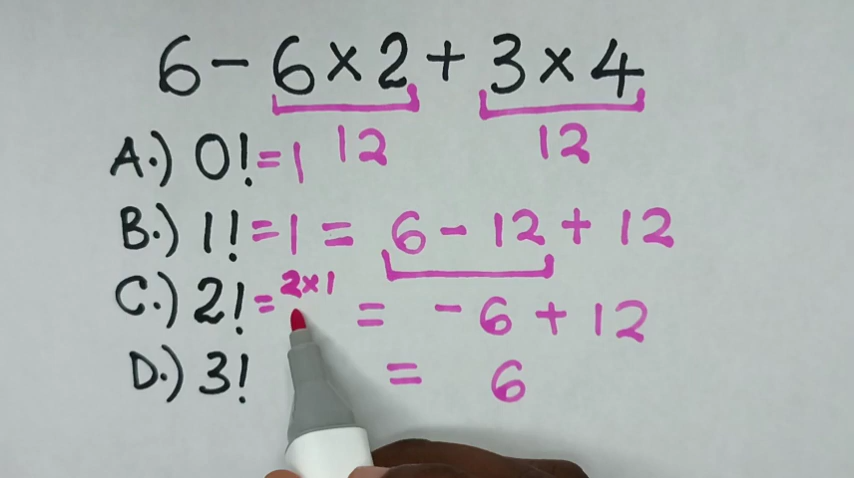 6 - 6 × 2 + 3 × 4
12 12
A.) 0! = 1
B.) 1! = 1 = 6 - 12 + 12
C.) 2! = 2×1 = -6 + 12
D.) 3! = 6